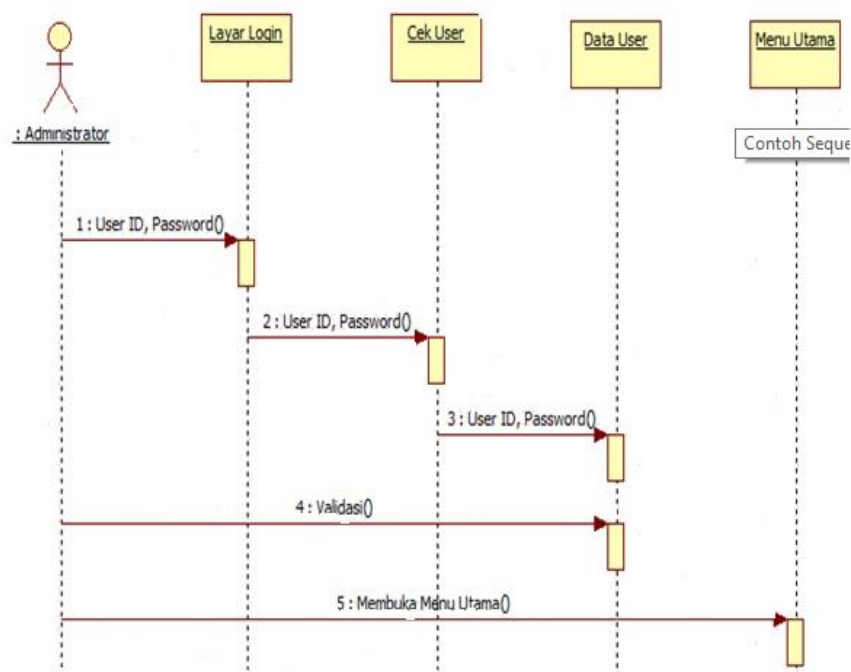 Layar Login
Cek User
Data User
Menu Utama
: Administrator
Contoh Seque
1 : User ID, Password()
2 : User ID, Password()
3 : User ID, Password()
4 : Validasi()
5 : Membuka Menu Utama()